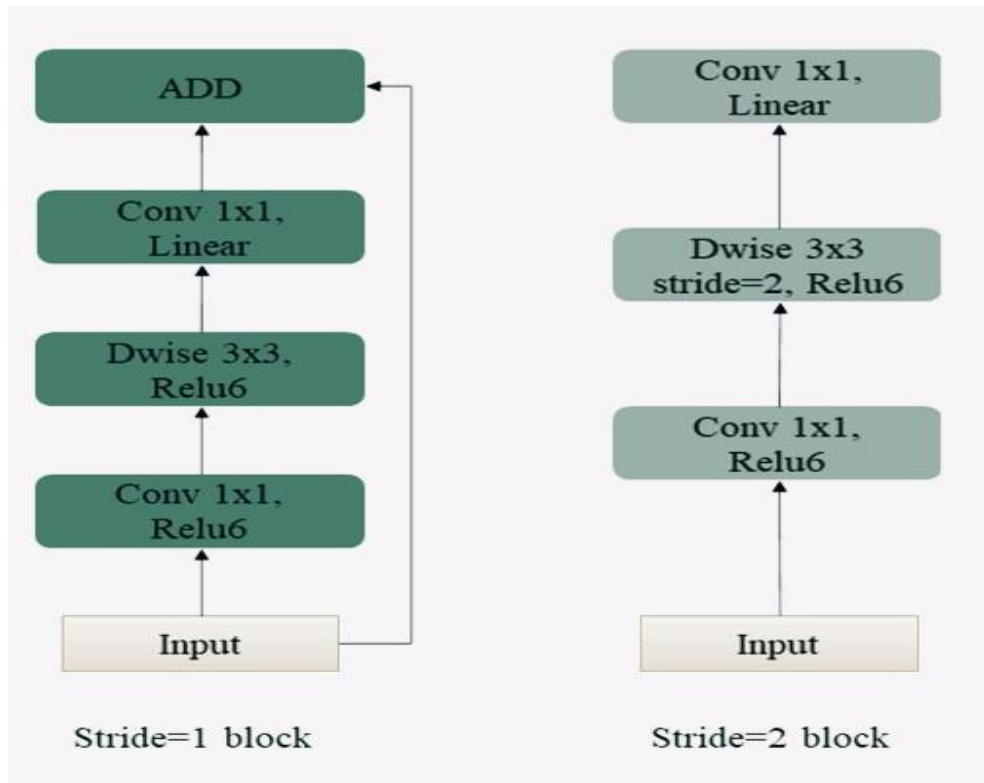 ADD
Conv 1x1,
Linear
Dwise 3x3,
Relu6
Conv 1x1,
Relu6
Input
Stride=1 block
Conv 1x1,
Linear
Dwise 3x3
stride=2, Relu6
Conv 1x1,
Relu6
Input
Stride=2 block